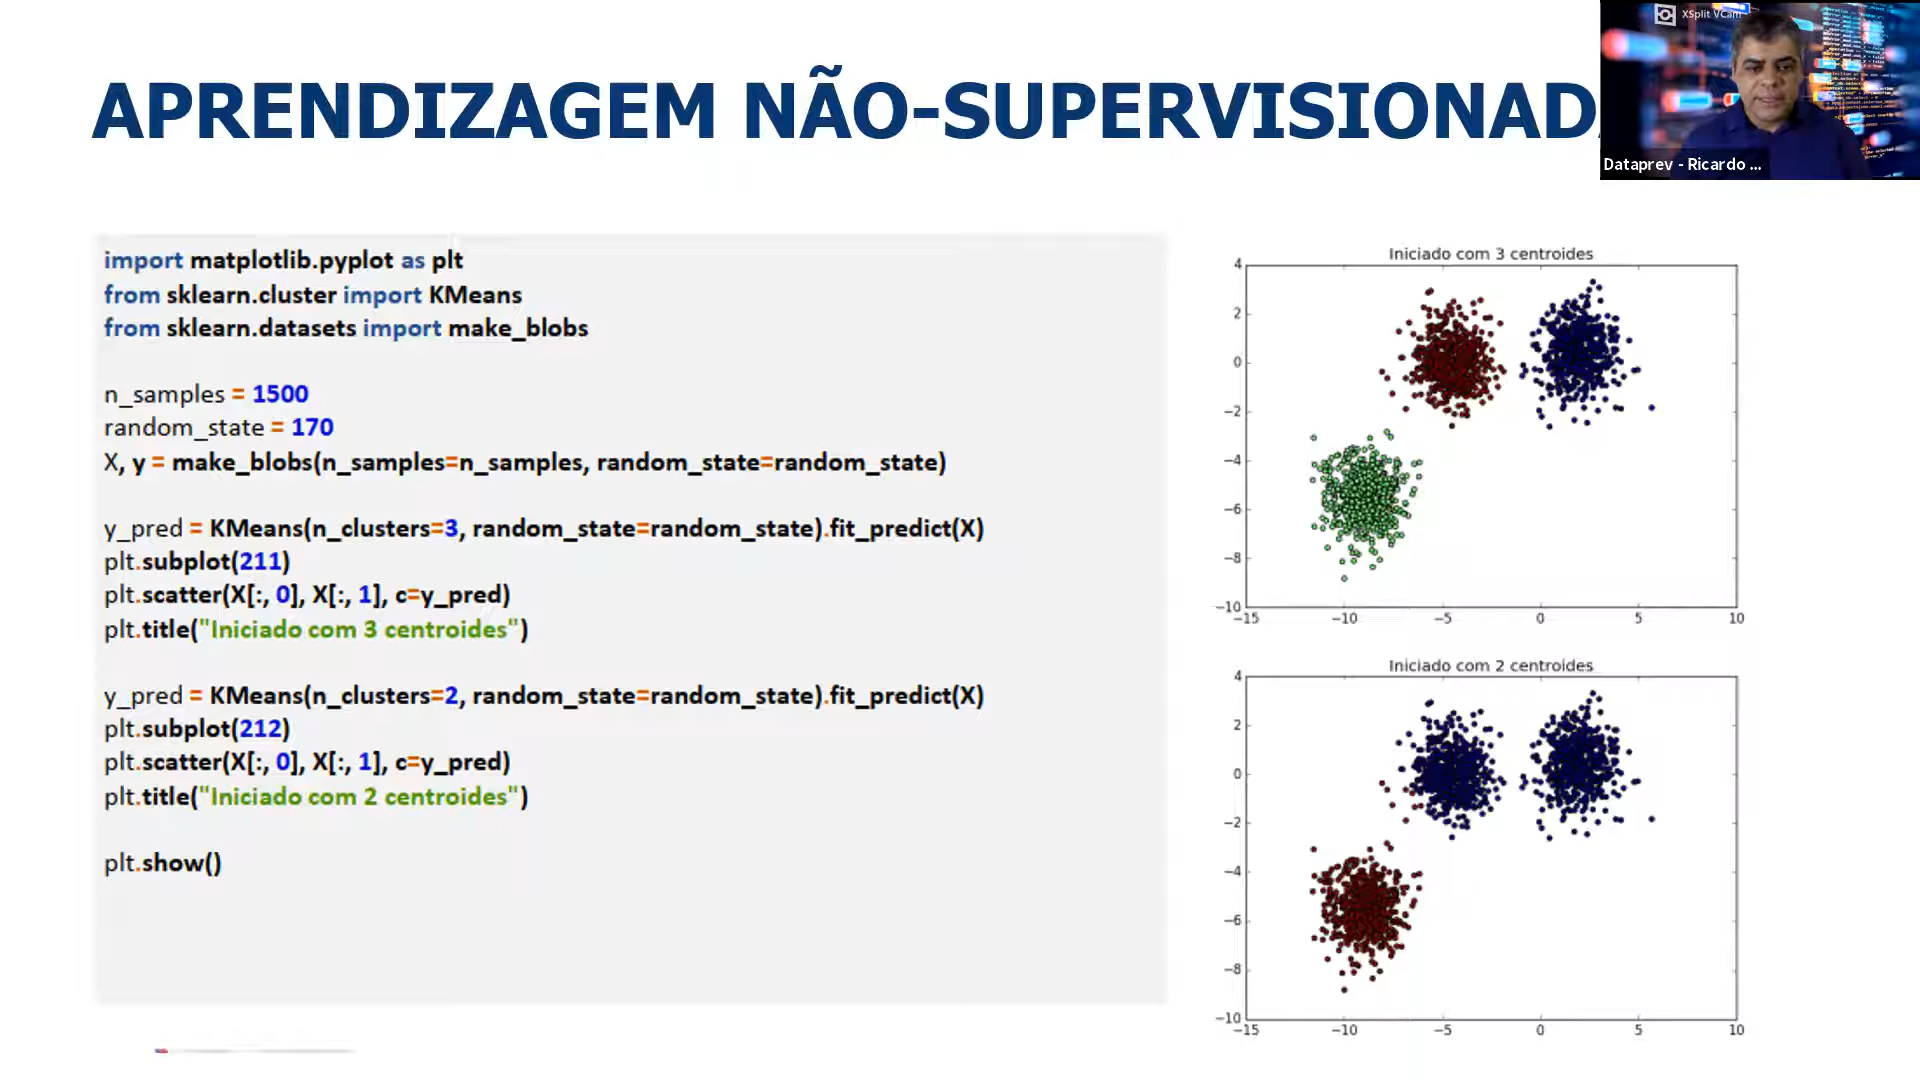 APRENDIZAGEM NÃO-SUPERVISIONADA
XSplit VCam
Dataprev - Ricardo ...
import matplotlib.pyplot as plt
from sklearn.cluster import KMeans
from sklearn.datasets import make_blobs
n_samples = 1500
random_state = 170
X, y = make_blobs(n_samples=n_samples, random_state=random_state)
y_pred = KMeans(n_clusters=3, random_state=random_state).fit_predict(X)
plt.subplot(211)
plt.scatter(X[:, 0], X[:, 1], c=y_pred)
plt.title("Iniciado com 3 centroides")
y_pred = KMeans(n_clusters=2, random_state=random_state).fit_predict(X)
plt.subplot(212)
plt.scatter(X[:, 0], X[:, 1], c=y_pred)
plt.title("Iniciado com 2 centroides")
plt.show()
Iniciado com 3 centroides
4
2
0
−2
−4
−6
−8
−10
−15 −10 −5 0 5 10
Iniciado com 2 centroides
4
2
0
−2
−4
−6
−8
−10
−15 −10 −5 0 5 10